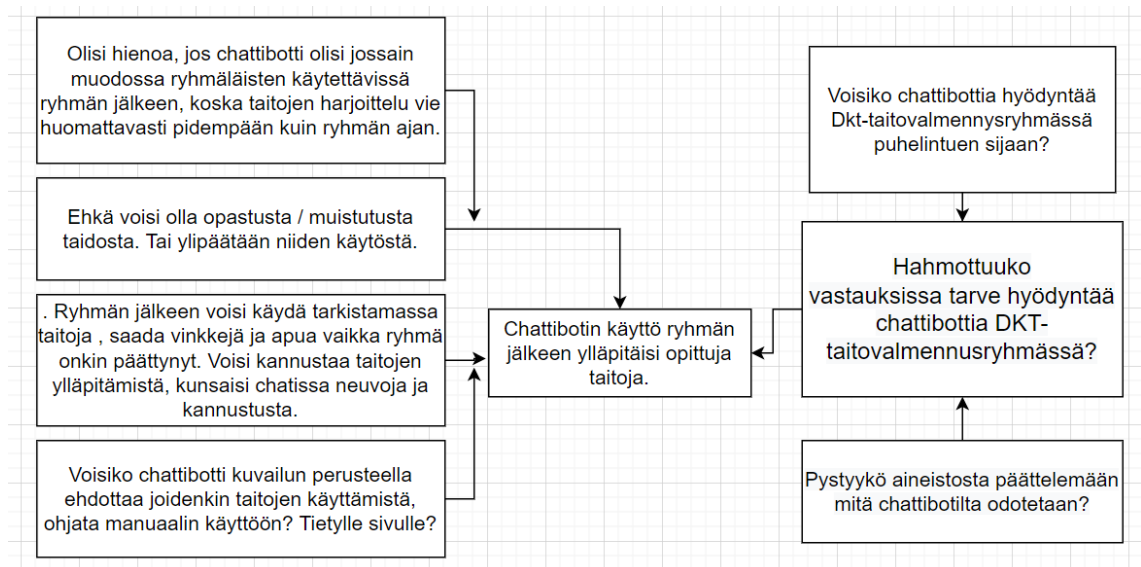 Olisi hienoa, jos chattibotti olisi jossain
muodossa ryhmäläisten käytettävissä
ryhmän jälkeen, koska taitojen harjoittelu vie
huomattavasti pidempään kuin ryhmän ajan.
Ehkä voisi olla opastusta / muistutusta
taidosta. Tai ylipäätään niiden käytöstä.
. Ryhmän jälkeen voisi käydä tarkistamassa
taitoja , saada vinkkejä ja apua vaikka ryhmä
onkin päättynyt. Voisi kannustaa taitojen
ylläpitämistä, kunsaisi chatissa neuvoja ja
kannustusta.
Voisiko chattibotti kuvailun perusteella
ehdottaa joidenkin taitojen käyttämistä,
ohjata manuaalin käyttöön? Tietylle sivulle?
Chattibotin käyttö ryhmän
jälkeen ylläpitäisi opittuja
taitoja.
Voisiko chattibottia hyödyntää
Dkt-taitovalmennysryhmässä
puhelintuen sijaan?
Hahmottuuko
vastauksissa tarve hyödyntää
chattibottia DKT-
taitovalmennusryhmässä?
Pystyykö aineistosta päättelemään
mitä chattibotilta odotetaan?